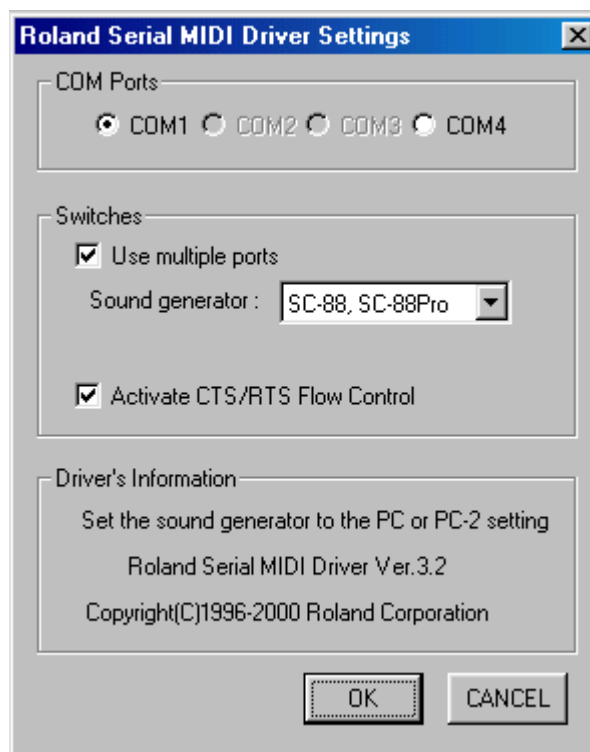 Roland Serial MIDI Driver Settings
COM Ports
COM1 COM2 COM3 COM4
Switches
Use multiple ports
Sound generator : SC-88, SC-88Pro
Activate CTS/RTS Flow Control
Driver's Information
Set the sound generator to the PC or PC-2 setting
Roland Serial MIDI Driver Ver.3.2
Copyright(C)1996-2000 Roland Corporation
OK CANCEL